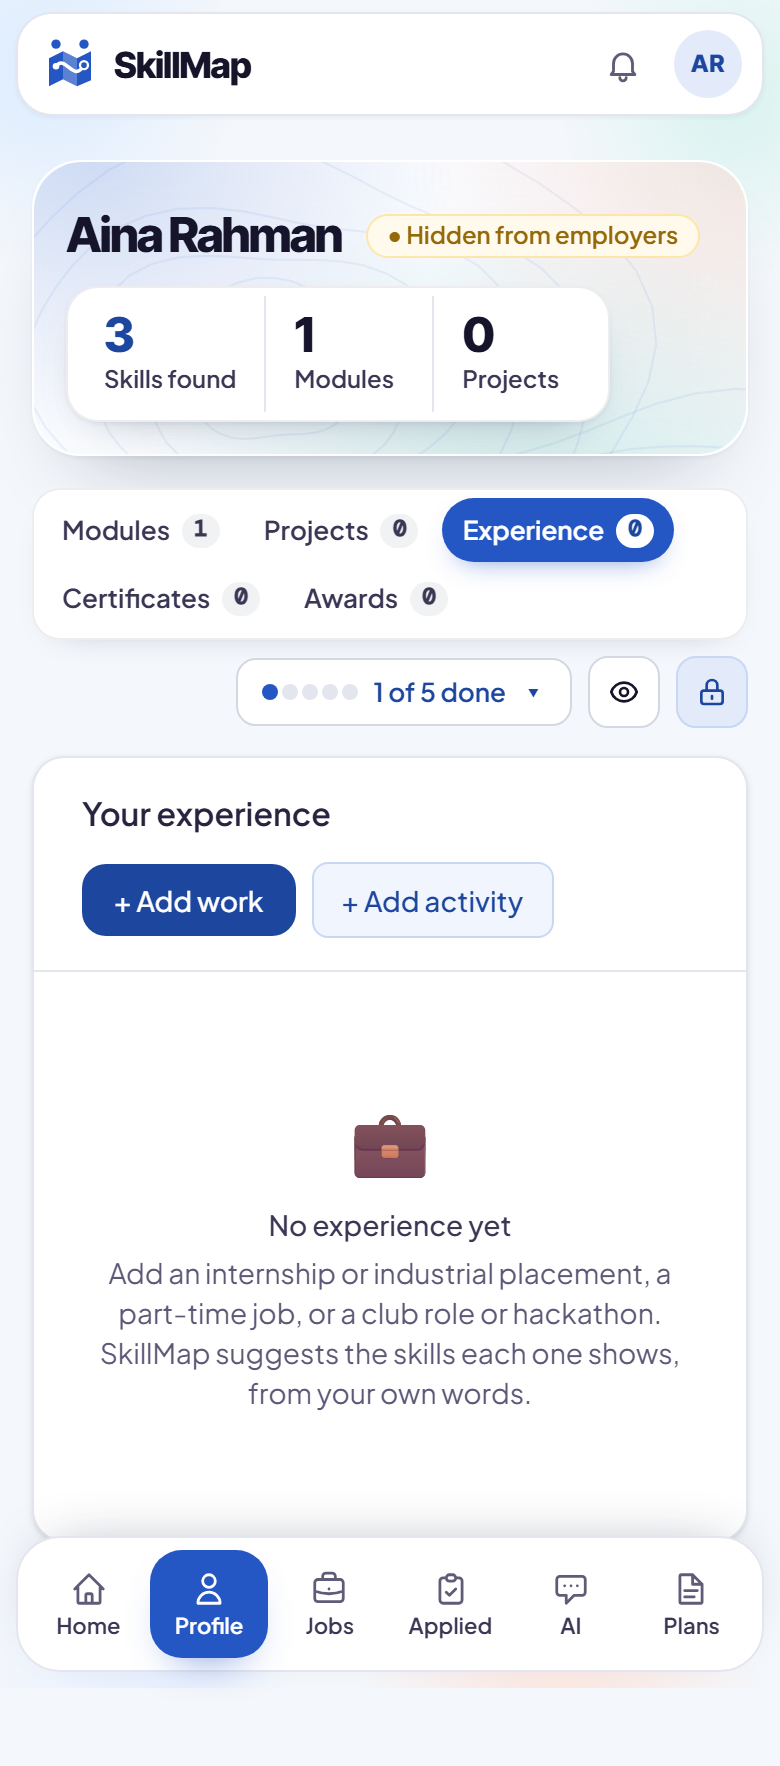 SkillMap
AR
Aina Rahman
Hidden from employers
3
Skills found
1
Modules
0
Projects
Modules 1
Projects 0
Experience 0
Certificates 0
Awards 0
1 of 5 done
Your experience
+ Add work
+ Add activity
No experience yet
Add an internship or industrial placement, a
part-time job, or a club role or hackathon.
SkillMap suggests the skills each one shows,
from your own words.
Home
Profile
Jobs
Applied
AI
Plans